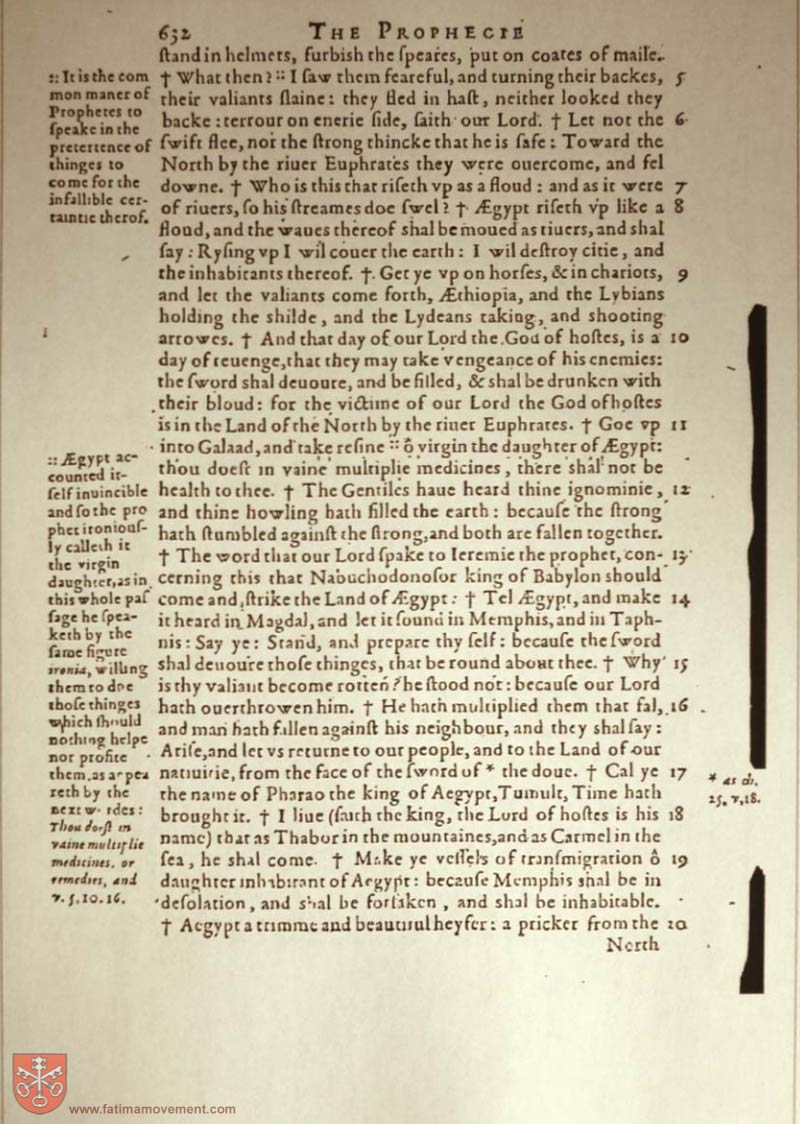 632 THE PROPHECIE
ſtand in helmets, furbish the ſpeares, put on coates of maile.
† What then? :: I ſaw them feareful, and turning their backes, 5
their valiants ſlaine: they fled in haſt, neither looked they
backe: terrour on euerie ſide, ſaith our Lord. † Let not the 6
ſwift flee, nor the ſtrong thincke that he is ſafe: Toward the
North by the riuer Euphrates they were ouercome, and fel
downe. † Who is this that riſeth vp as a floud: and as it were 7
of riuers, ſo his ſtreames doe ſwel? † Ægypt riſeth vp like a 8
floud, and the waues thereof shal be moued as riuers, and shal
ſay: Ryſing vp I wil couer the earth: I wil deſtroy citie, and
the inhabitants thereof. † Get ye vp on horſes, & in chariots, 9
and let the valiants come forth, Æthiopia, and the Lybians
holding the shilde, and the Lydeans taking, and shooting
arrowes. † And that day of our Lord the God of hoſtes, is a 10
day of reuenge, that they may take vengeance of his enemies:
the ſword shal deuoure, and be filled, & shal be drunken with
their bloud: for the victime of our Lord the God of hoſtes
is in the Land of the North by the riuer Euphrates. † Goe vp 11
into Galaad, and take reſine :: ô virgin the daughter of Ægypt:
thou doeſt in vaine multiplie medicines, there shal not be
health to thee. † The Gentiles haue heard thine ignominie, 12
and thine howling hath filled the earth: becauſe the ſtrong
hath ſtumbled againſt the ſtrong, and both are fallen together.
† The word that our Lord ſpake to Ieremie the prophet, con- 13
cerning this that Nabuchodonoſor king of Babylon should
come and ſtrike the Land of Ægypt: † Tel Ægypt, and make 14
it heard in Magdal, and let it ſound in Memphis, and in Taph-
nis: Say ye: Stand, and prepare thy ſelf: becauſe the ſword
shal deuoure thoſe thinges, that be round about thee. † Why 15
is thy valiant become rotten? he ſtood not: becauſe our Lord
hath ouerthrowen him. † He hath multiplied them that fal, 16
and man hath fallen againſt his neighbour, and they shal ſay:
Ariſe, and let vs returne to our people, and to the Land of our
natiuitie, from the face of the ſword of * the doue. † Cal ye 17
the name of Pharao the king of Aegypt, Tumult, Time hath
brought it. † I liue (ſaith the king, the Lord of hoſtes is his 18
name) that as Thabor in the mountaines, and as Carmel in the
ſea, he shal come. † Make ye veſſels of tranſmigration ô 19
daughter inhabitant of Aegypt: becauſe Memphis shal be in
deſolation, and shal be forſaken, and shal be inhabitable.
† Aegypt a trimme and beautiful heyfer: a pricker from the 20
North
:: It is the com
mon maner of
Prophetes to
ſpeake in the
pretertence of
thinges to
come for the
infallible cer-
taintie therof.
:: Ægypt ac-
counted it-
ſelf inuincible
and ſo the pro
phet ironiouſ-
ly calleth it
the virgin
daughter, as in
this whole paſ
ſage he ſpea-
keth by the
ſame figure
ironia, willing
them to doe
thoſe thinges
which should
nothing helpe
nor profite
them, as appea
reth by the
next wordes:
Thou doeſt in
vaine multiplie
medicines, or
remedies, and
v. 5. 10. 16.
* as ch.
25. v. 38.
www.fatimamovement.com